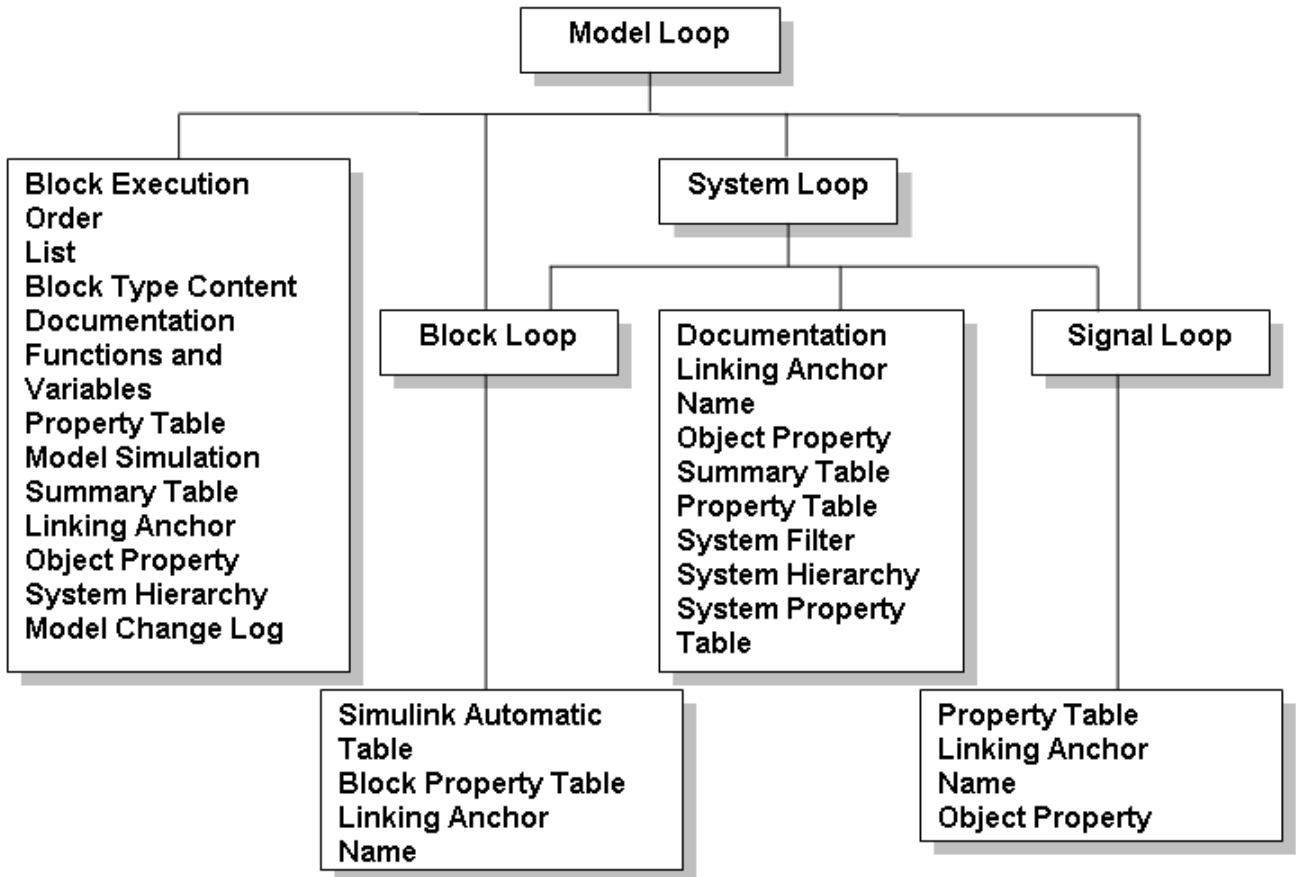 Model Loop
Block Execution
Order
List
Block Type Content
Documentation
Functions and
Variables
Property Table
Model Simulation
Summary Table
Linking Anchor
Object Property
System Hierarchy
Model Change Log
System Loop
Block Loop
Documentation
Linking Anchor
Name
Object Property
Summary Table
Property Table
System Filter
System Hierarchy
System Property
Table
Signal Loop
Simulink Automatic
Table
Block Property Table
Linking Anchor
Name
Property Table
Linking Anchor
Name
Object Property